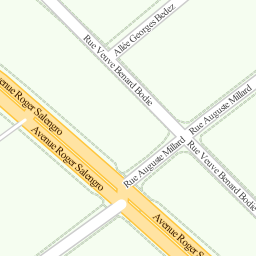 Allée Georges Bedez
Rue Veuve Benard Bodie
Rue Auguste Millard
Avenue Roger Salengro
Avenue Roger Salengro
Rue Auguste Millard
Rue Veuve Benard Bodie
Avenue Roger